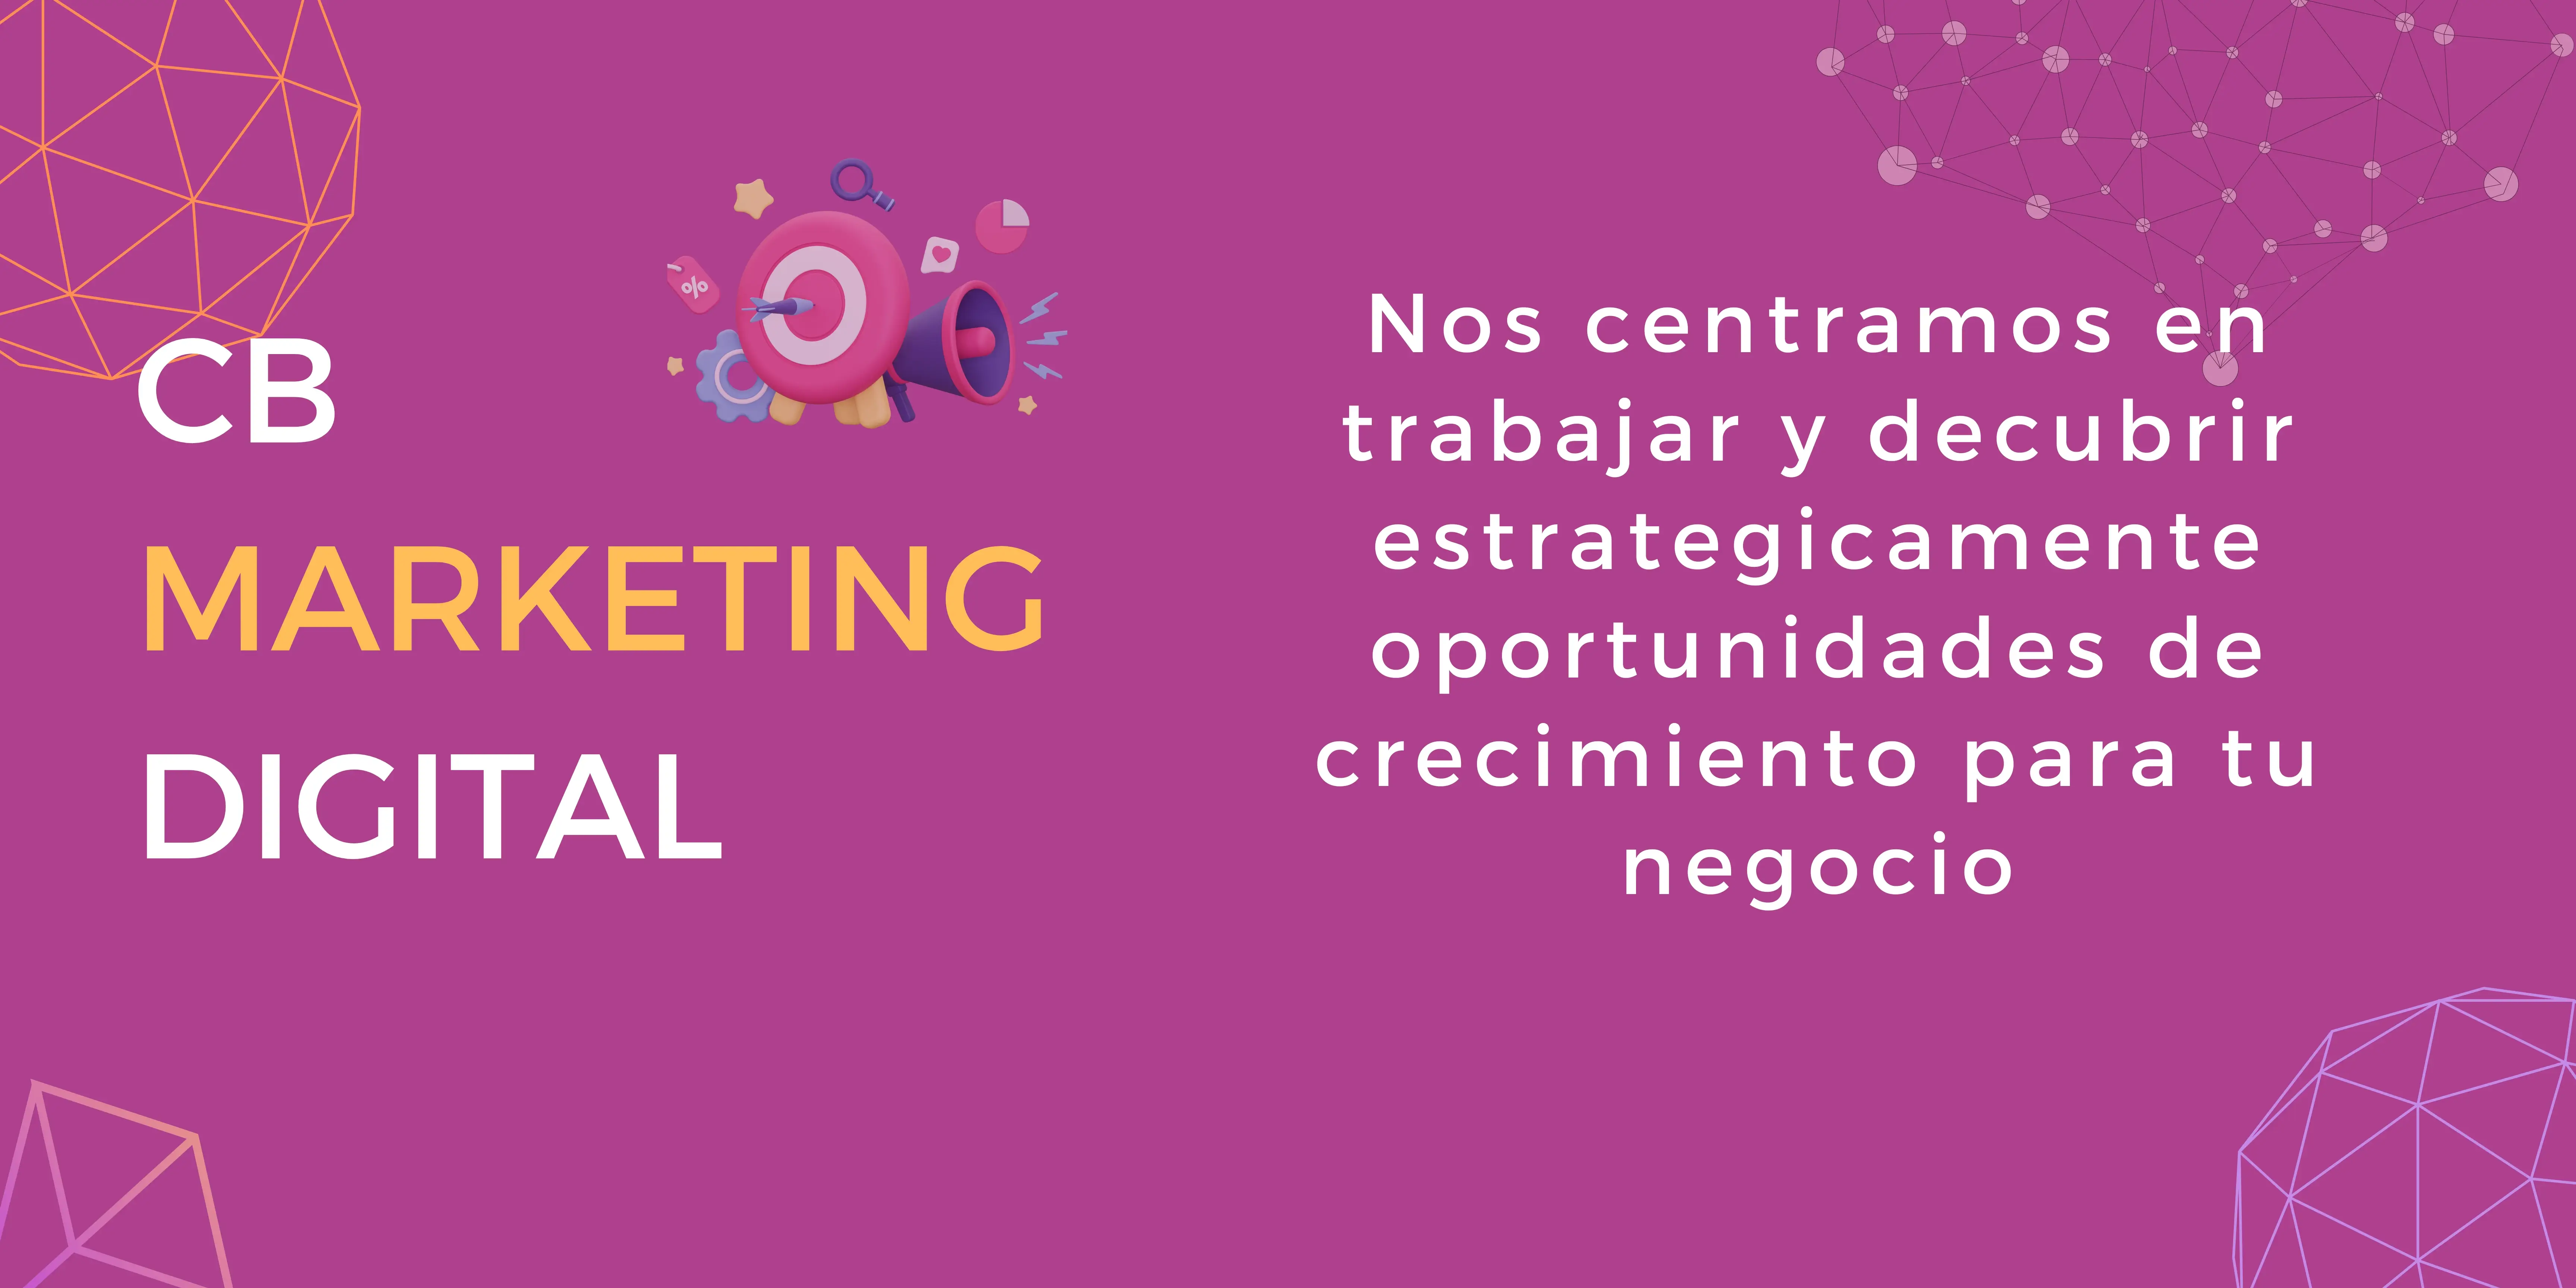 CB
MARKETING
DIGITAL
%
Nos centramos en
trabajar y decubrir
estrategicamente
oportunidades de
crecimiento para tu
negocio